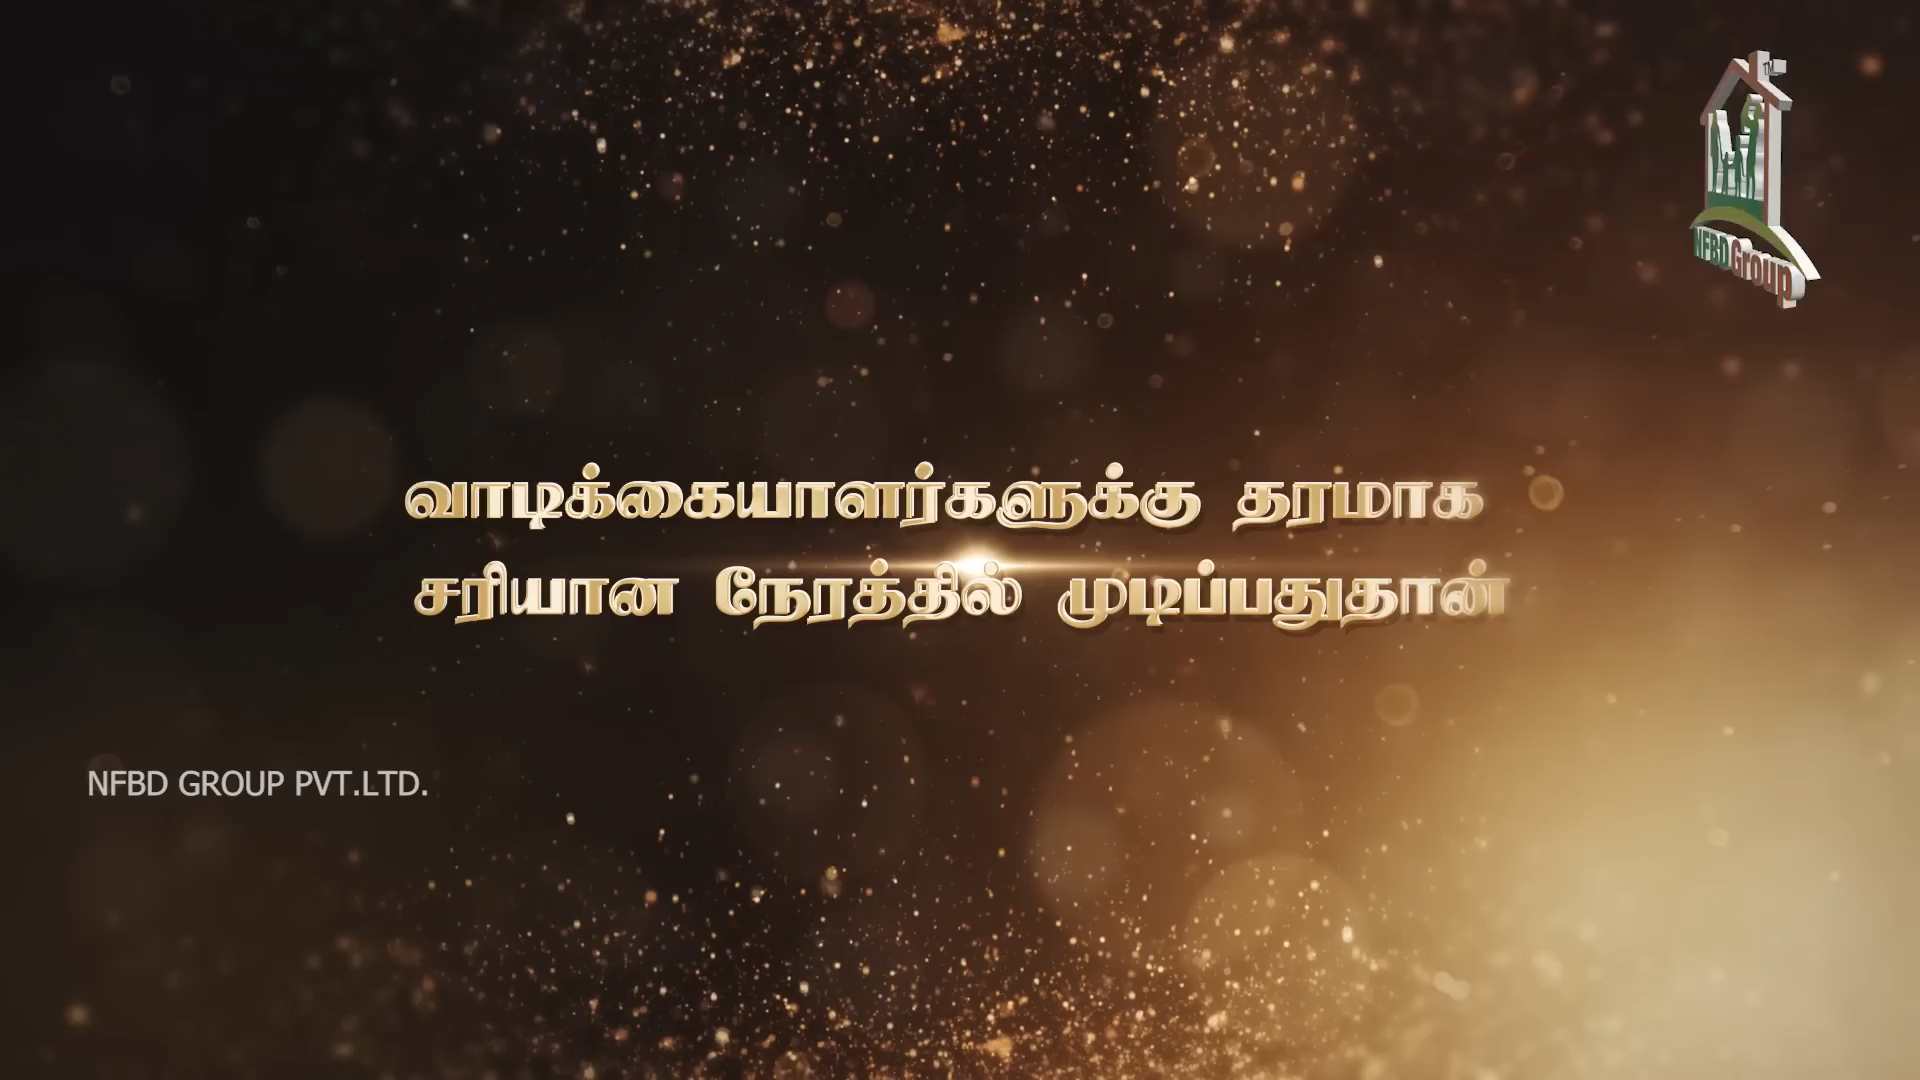 NFBD Group
வாடிக்கையாளர்களுக்கு தரமாக
சரியான நேரத்தில் முடிப்பதுதான்
NFBD GROUP PVT.LTD.